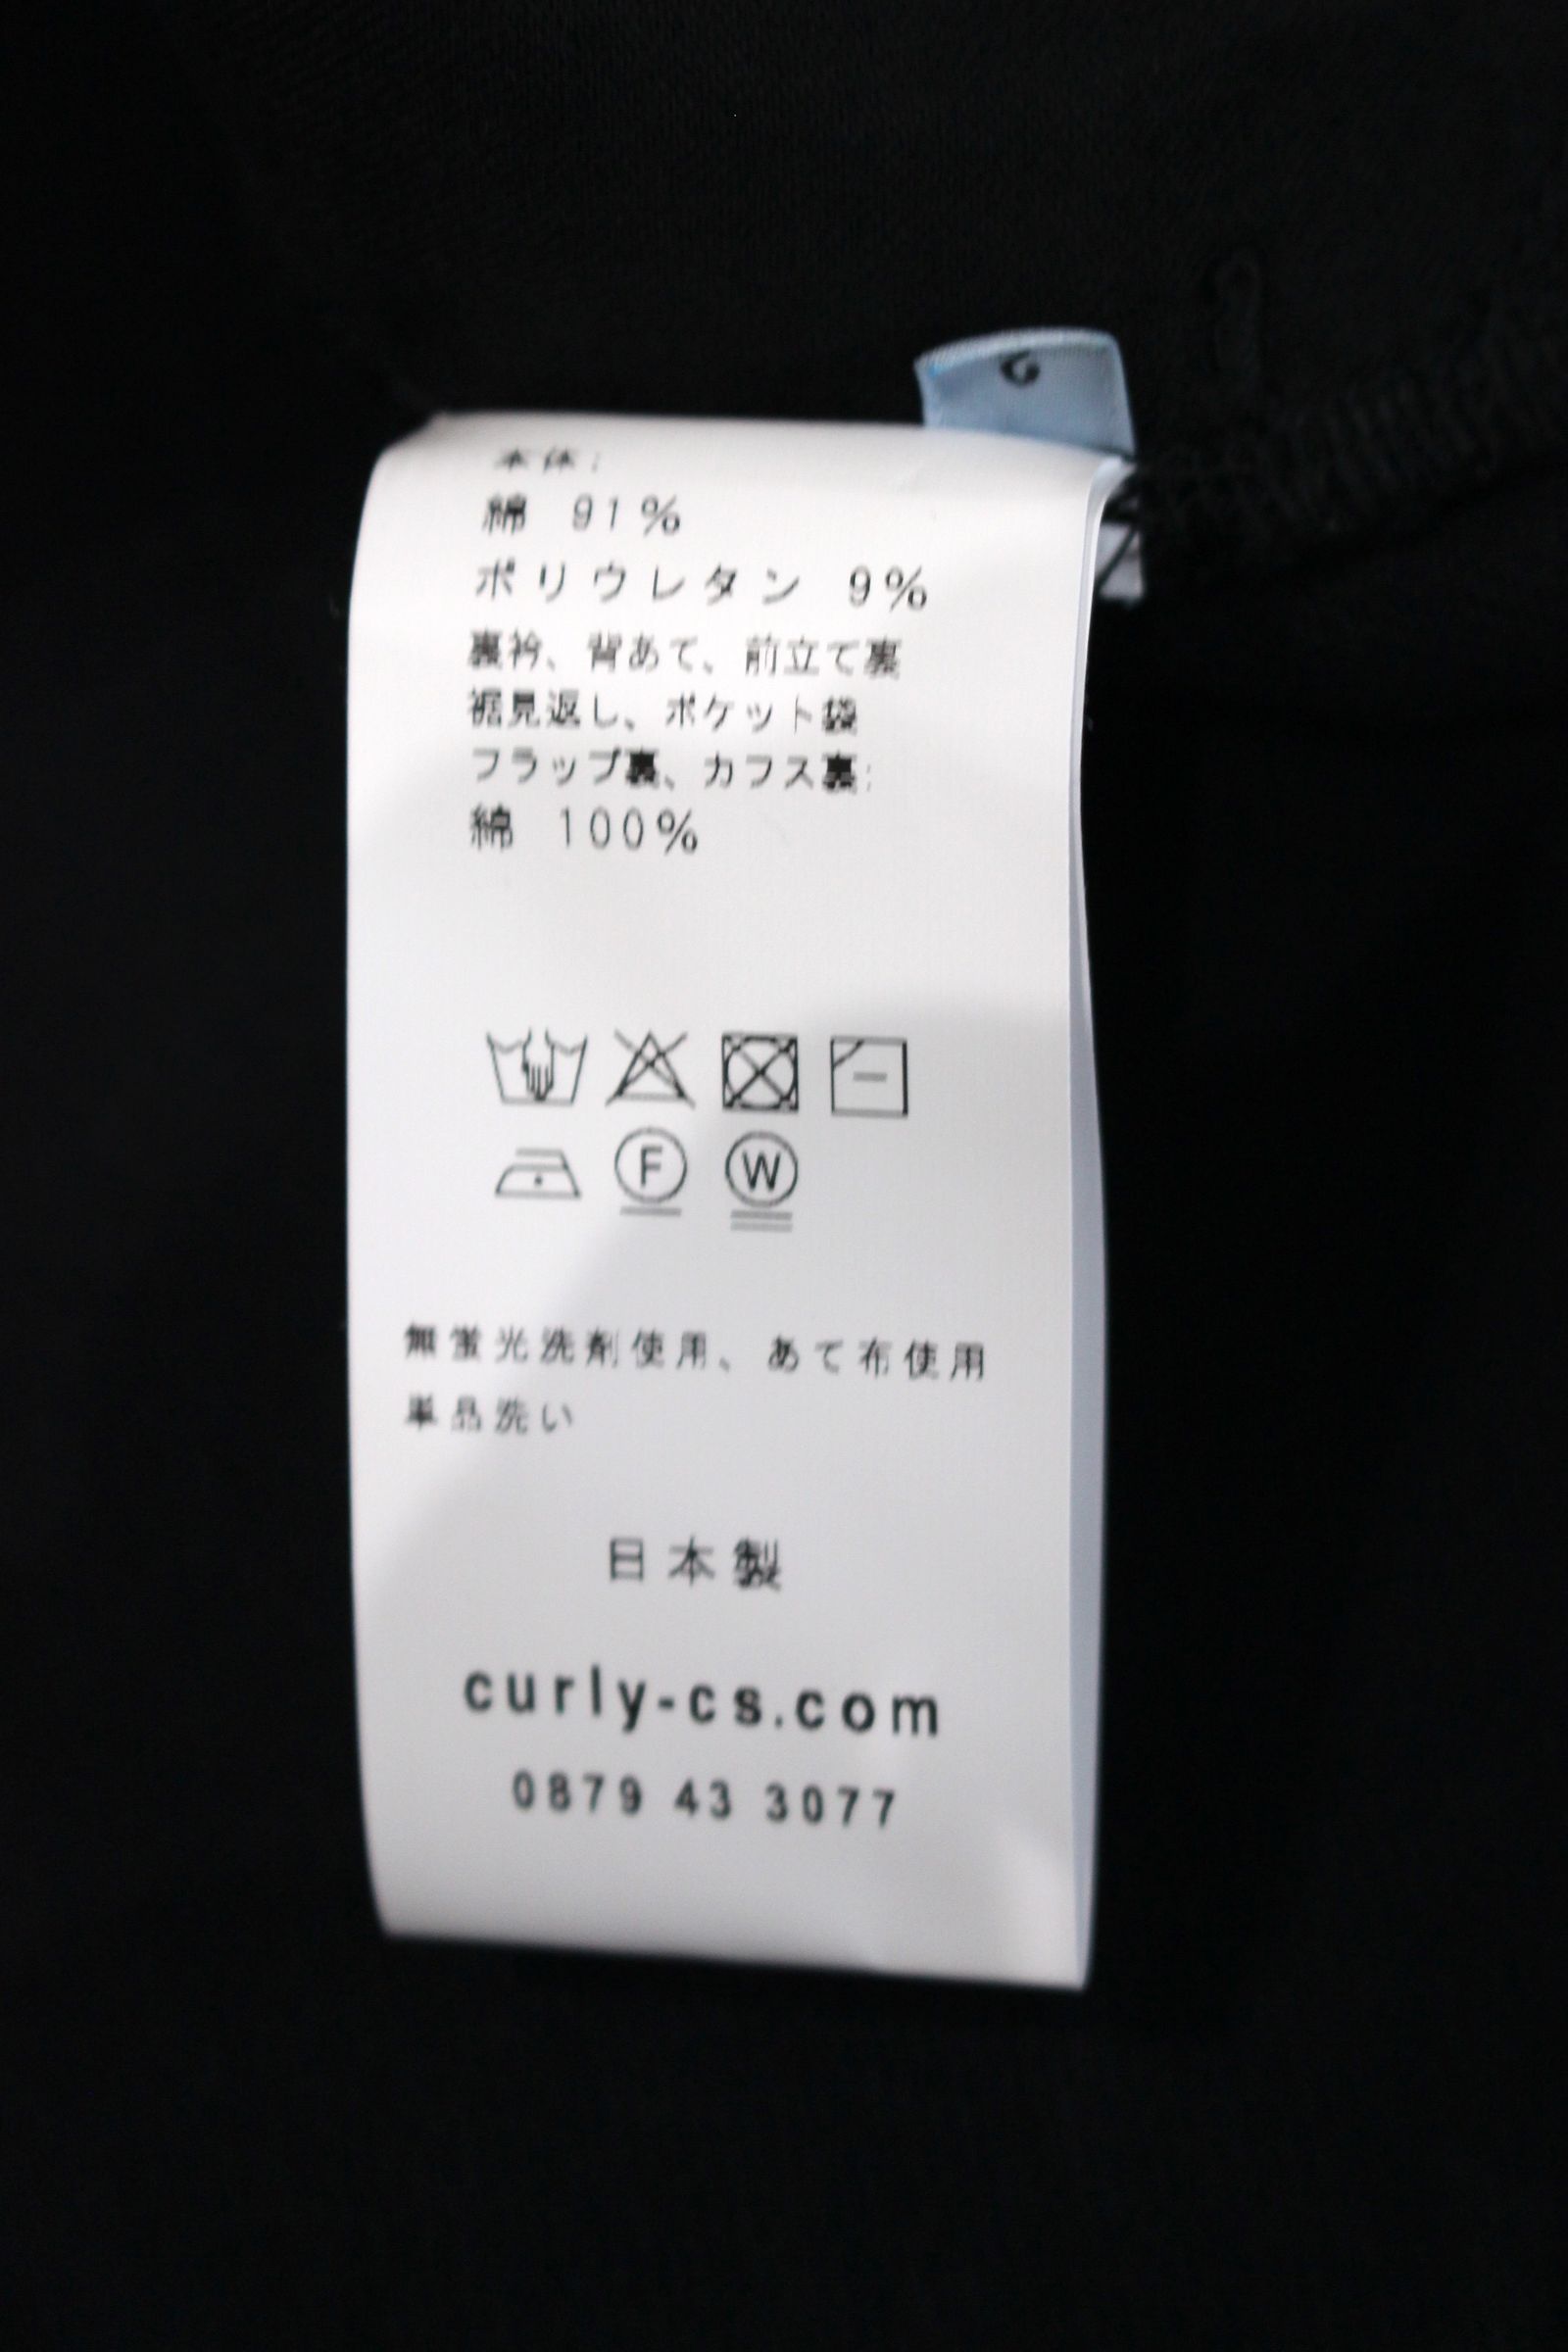 本体:
綿 91%
ポリウレタン 9%
裏衿、背あて、前立て裏
裾見返し、ポケット袋
フラップ裏、カフス裏:
綿 100%
F W
無蛍光洗剤使用、あて布使用
単品洗い
日本製
curly-cs.com
0879 43 3077